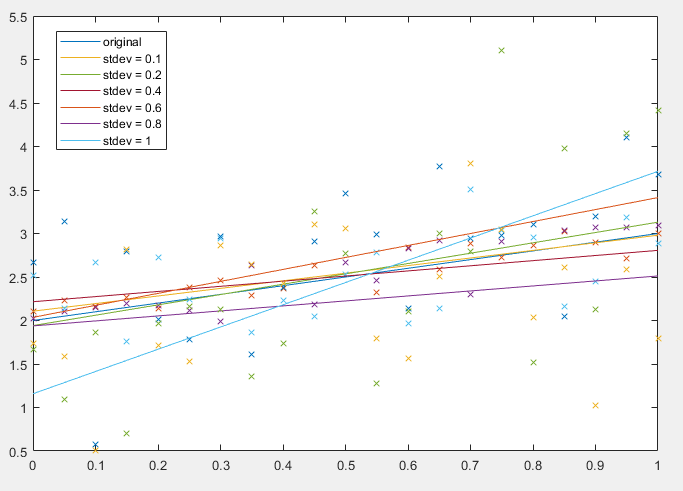 5.5
5
4.5
4
3.5
3
2.5
2
1.5
1
0.5
original
stdev = 0.1
stdev = 0.2
stdev = 0.4
stdev = 0.6
stdev = 0.8
stdev = 1
0 0.1 0.2 0.3 0.4 0.5 0.6 0.7 0.8 0.9 1